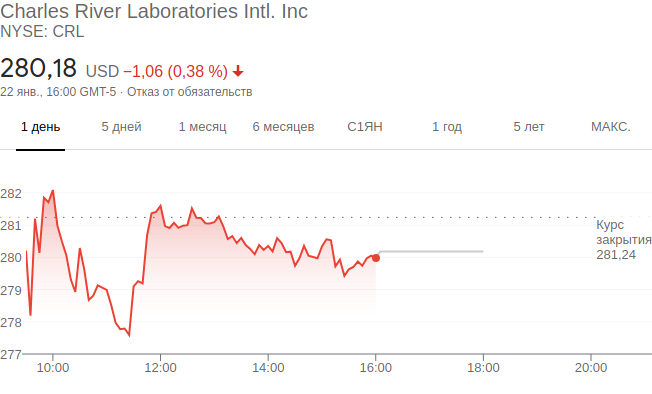 Charles River Laboratories Intl. Inc
NYSE: CRL
280,18 USD −1,06 (0,38 %)
22 янв., 16:00 GMT-5 · Отказ от обязательств
1 день 5 дней 1 месяц 6 месяцев С1ЯН 1 год 5 лет МАКС.
282
281
280
279
278
277
Курс
закрытия
281,24
10:00 12:00 14:00 16:00 18:00 20:00